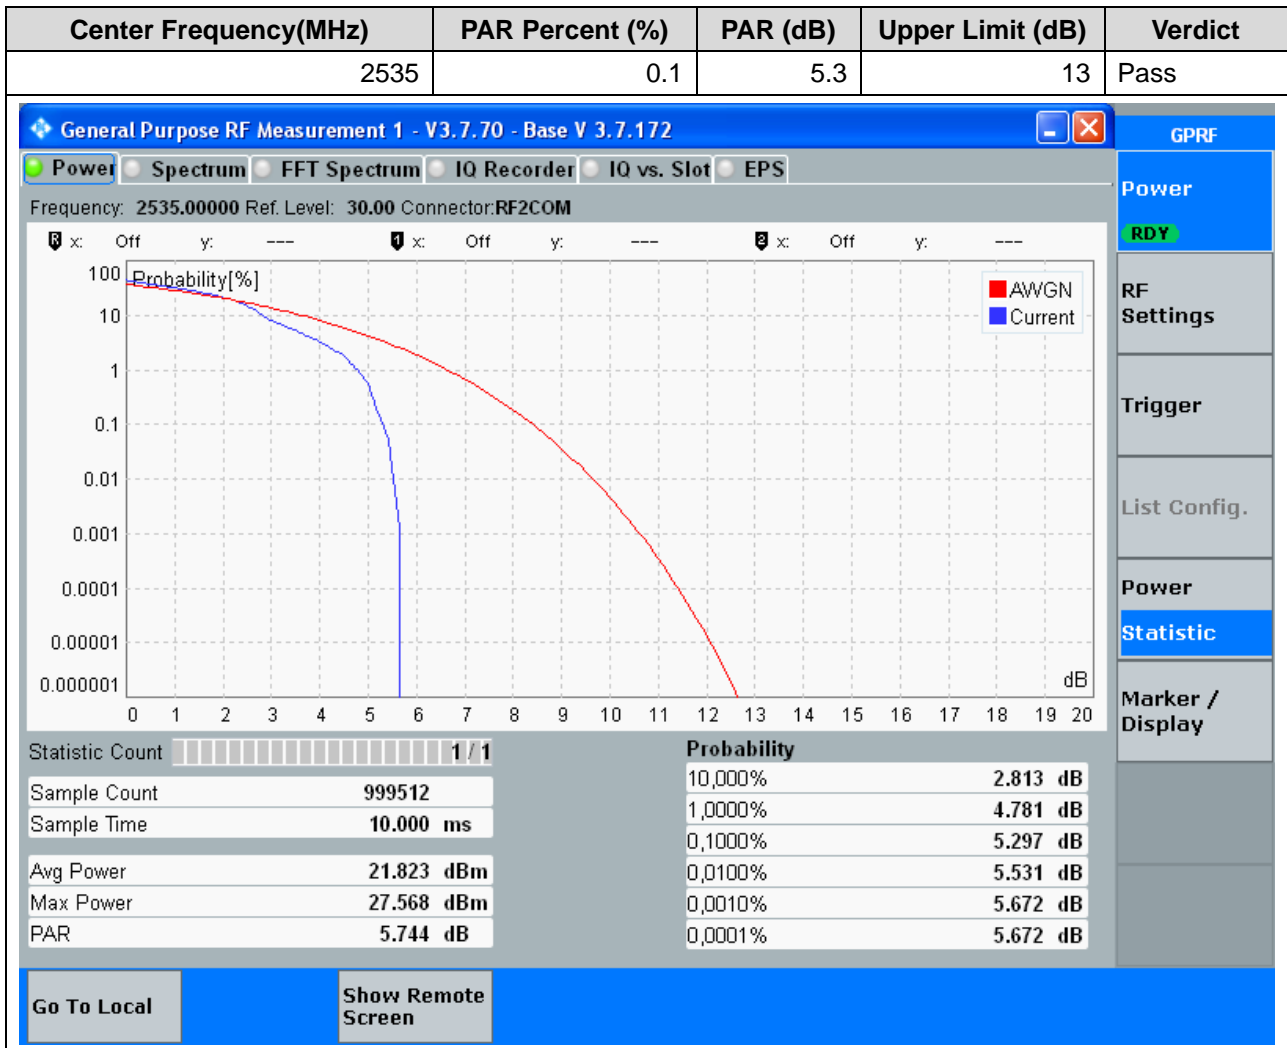 Center Frequency(MHz) PAR Percent (%) PAR (dB) Upper Limit (dB) Verdict
2535 0.1 5.3 13 Pass
General Purpose RF Measurement 1 - V3.7.70 - Base V 3.7.172
GPRF
Power Spectrum FFT Spectrum IQ Recorder IQ vs. Slot EPS
Power
RDY
Frequency: 2535.00000 Ref. Level: 30.00 Connector:RF2COM
R x: Off y: --- 1 x: Off y: --- 2 x: Off y: ---
Probability[%]
AWGN
Current
100
10
1
0.1
0.01
0.001
0.0001
0.00001
0.000001
dB
0 1 2 3 4 5 6 7 8 9 10 11 12 13 14 15 16 17 18 19 20
RF
Settings
Trigger
List Config.
Power
Statistic
Marker /
Display
Statistic Count 1 / 1
Sample Count 999512
Sample Time 10.000 ms
Avg Power 21.823 dBm
Max Power 27.568 dBm
PAR 5.744 dB
Probability
10,000% 2.813 dB
1,0000% 4.781 dB
0,1000% 5.297 dB
0,0100% 5.531 dB
0,0010% 5.672 dB
0,0001% 5.672 dB
Go To Local
Show Remote
Screen